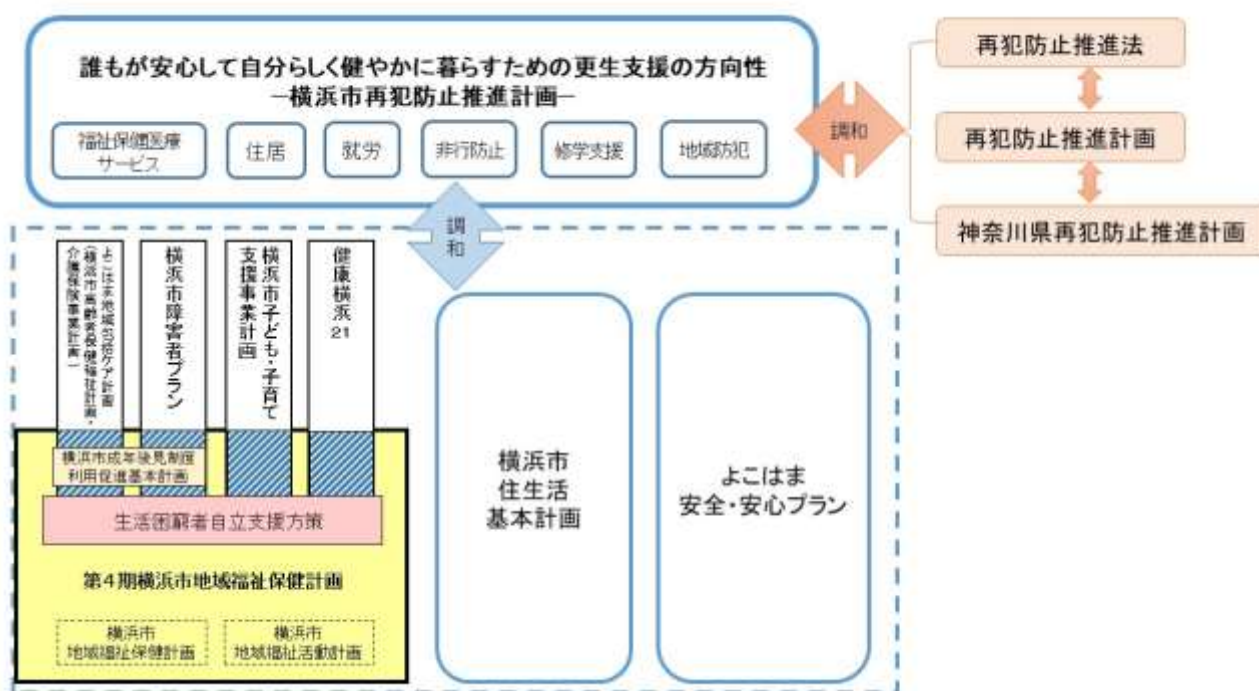 誰もが安心して自分らしく健やかに暮らすための更生支援の方向性
－横浜市再犯防止推進計画－
福祉保健医療
サービス
住居
就労
非行防止
修学支援
地域防犯
調和
再犯防止推進法
再犯防止推進計画
神奈川県再犯防止推進計画
調和
よこはま地域包括ケア計画
（横浜市高齢者保健福祉計画・
介護保険事業計画）
横浜市障害者プラン
横浜市子ども・子育て
支援事業計画
健康横浜21
横浜市成年後見制度
利用促進基本計画
生活困窮者自立支援方策
第4期横浜市地域福祉保健計画
横浜市
地域福祉保健計画
横浜市
地域福祉活動計画
横浜市
住生活
基本計画
よこはま
安全・安心プラン